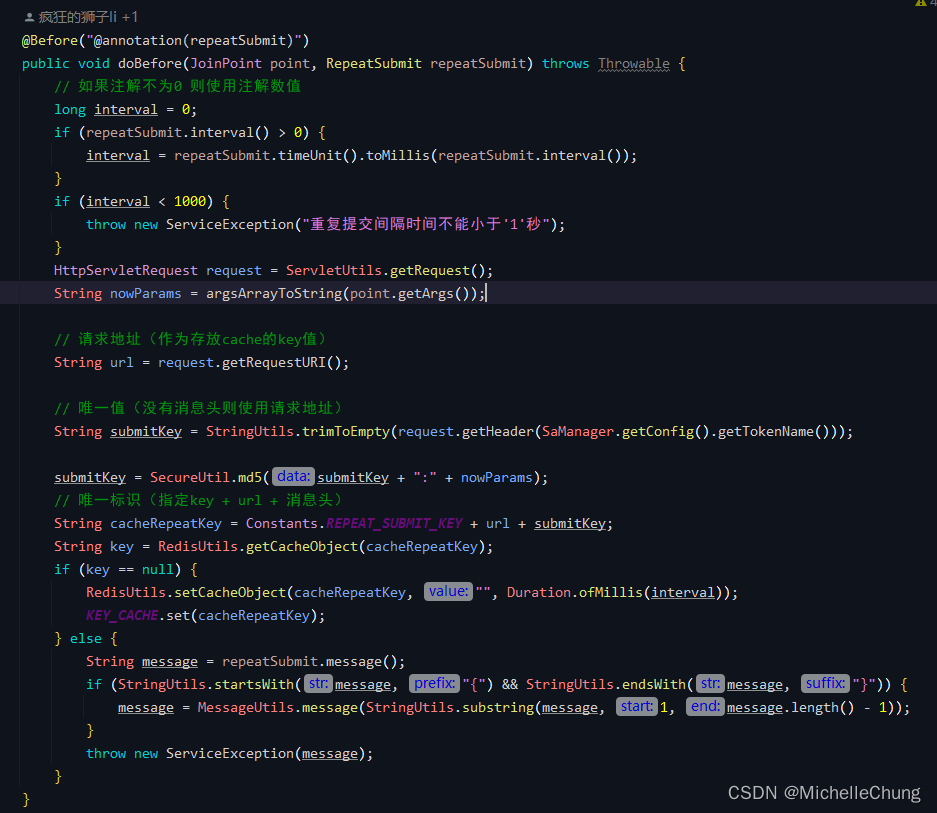 疯狂的狮子li +1
4
@Before("@annotation(repeatSubmit)")
public void doBefore(JoinPoint point, RepeatSubmit repeatSubmit) throws Throwable {
// 如果注解不为0 则使用注解数值
long interval = 0;
if (repeatSubmit.interval() > 0) {
interval = repeatSubmit.timeUnit().toMillis(repeatSubmit.interval());
}
if (interval < 1000) {
throw new ServiceException("重复提交间隔时间不能小于'1'秒");
}
HttpServletRequest request = ServletUtils.getRequest();
String nowParams = argsArrayToString(point.getArgs());
// 请求地址（作为存放cache的key值）
String url = request.getRequestURI();
// 唯一值（没有消息头则使用请求地址）
String submitKey = StringUtils.trimToEmpty(request.getHeader(SaManager.getConfig().getTokenName()));
submitKey = SecureUtil.md5( data: submitKey + ":" + nowParams);
// 唯一标识（指定key + url + 消息头）
String cacheRepeatKey = Constants.REPEAT_SUBMIT_KEY + url + submitKey;
String key = RedisUtils.getCacheObject(cacheRepeatKey);
if (key == null) {
RedisUtils.setCacheObject(cacheRepeatKey, value: "", Duration.ofMillis(interval));
KEY_CACHE.set(cacheRepeatKey);
} else {
String message = repeatSubmit.message();
if (StringUtils.startsWith( str: message, prefix: "{") && StringUtils.endsWith( str: message, suffix: "}")) {
message = MessageUtils.message(StringUtils.substring(message, start: 1, end: message.length() - 1));
}
throw new ServiceException(message);
}
}
CSDN @MichelleChung